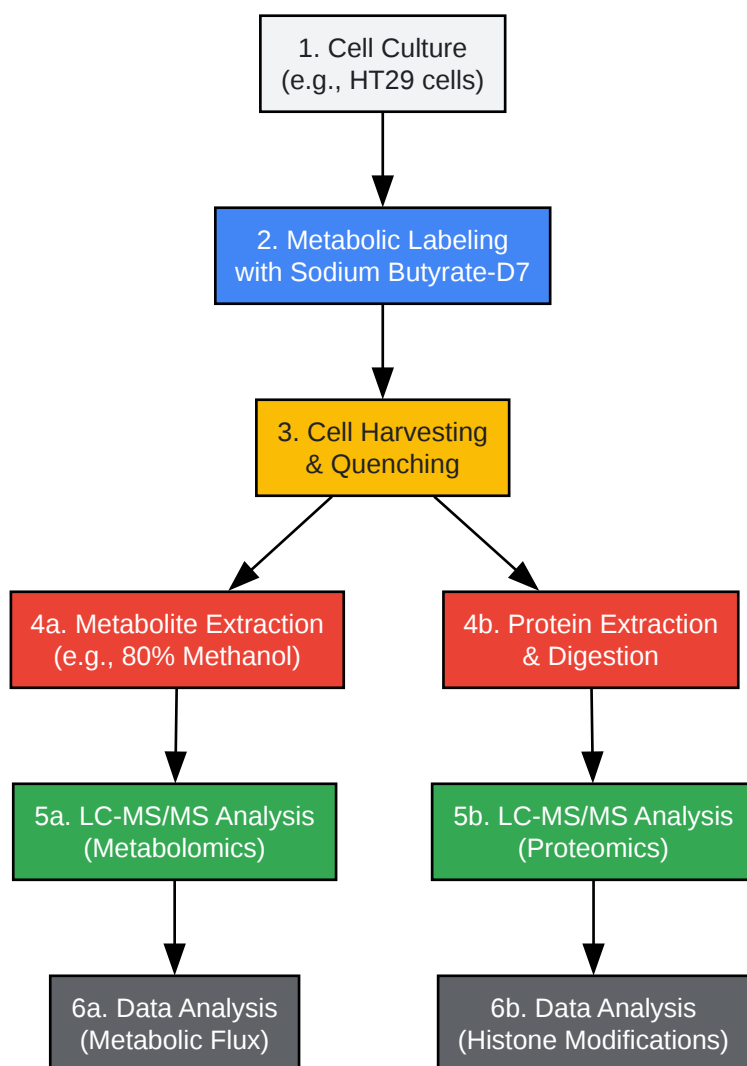 1. Cell Culture
(e.g., HT29 cells)
2. Metabolic Labeling
with Sodium Butyrate-D7
3. Cell Harvesting
& Quenching
4a. Metabolite Extraction
(e.g., 80% Methanol)
4b. Protein Extraction
& Digestion
5a. LC-MS/MS Analysis
(Metabolomics)
5b. LC-MS/MS Analysis
(Proteomics)
6a. Data Analysis
(Metabolic Flux)
6b. Data Analysis
(Histone Modifications)